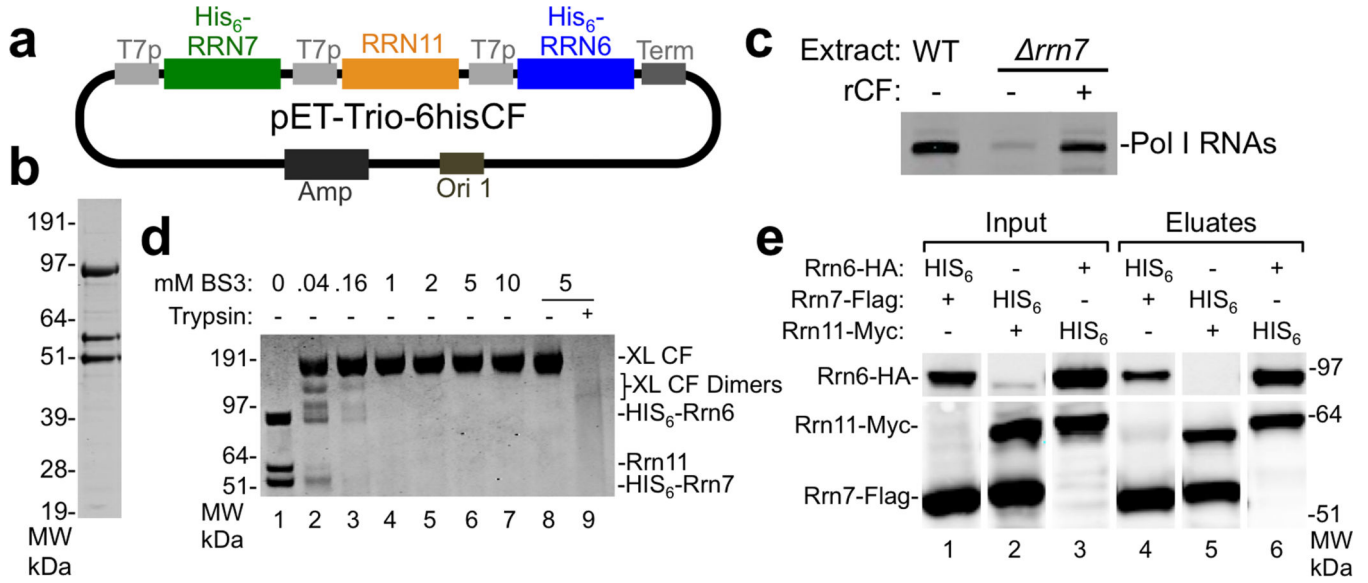 a
His6- His6-
T7p RRN7 T7p RRN11 T7p RRN6 Term
pET-Trio-6hisCF
Amp Ori 1
b
191-
97-
64-
51-
39-
28-
19-
MW
kDa
c
Extract: WT Δrrn7
rCF: - - +
-Pol I RNAs
d
mM BS3: 0 .04 .16 1 2 5 10 5
Trypsin: - - - - - - - - +
191- -XL CF
]-XL CF Dimers
97- -HIS6-Rrn6
64- -Rrn11
51- -HIS6-Rrn7
MW
kDa
1 2 3 4 5 6 7 8 9
e
Input Eluates
Rrn6-HA: HIS6 - + HIS6 - +
Rrn7-Flag: + HIS6 - + HIS6 -
Rrn11-Myc: - + HIS6 - + HIS6
Rrn6-HA- -97
Rrn11-Myc- -64
Rrn7-Flag- -51
1 2 3 4 5 6 MW
kDa